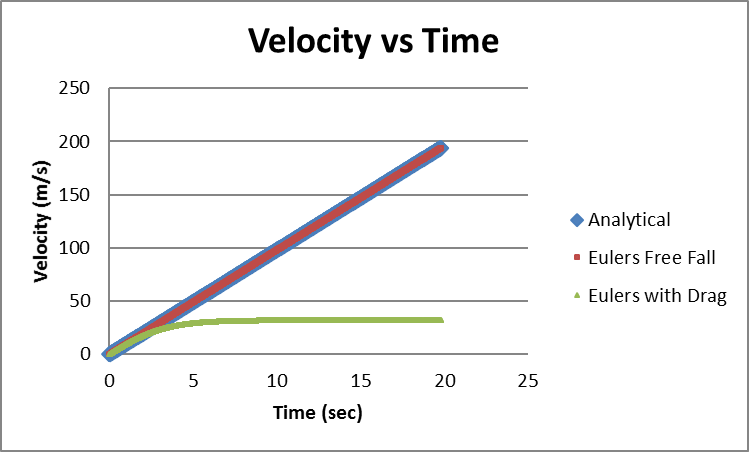 Velocity vs Time
250
200
150
100
50
0
Velocity (m/s)
0 5 10 15 20 25
Time (sec)
Analytical
Eulers Free Fall
Eulers with Drag